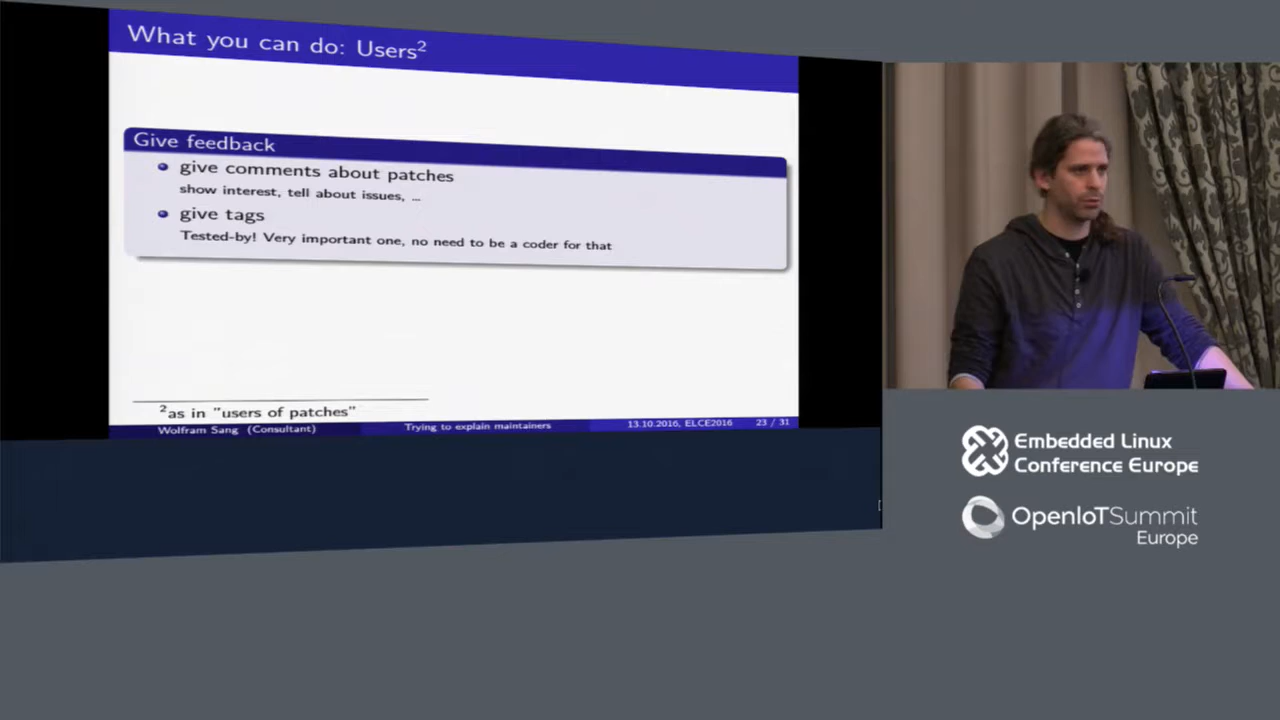 What you can do: Users²
Give feedback
give comments about patches
show interest, tell about issues, ...
give tags
Tested-by! Very important one, no need to be a coder for that
²as in "users of patches"
Wolfram Sang (Consultant) Trying to explain maintainers 13.10.2016, ELCE2016 23 / 31
Embedded Linux
Conference Europe
OpenIoTSummit
Europe